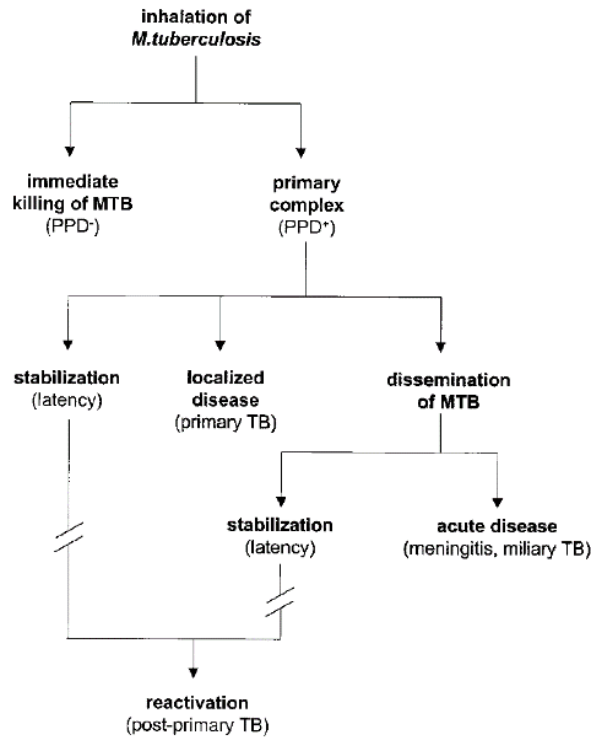 inhalation of
M.tuberculosis
immediate
killing of MTB
(PPD-)
primary
complex
(PPD+)
stabilization
(latency)
localized
disease
(primary TB)
dissemination
of MTB
stabilization
(latency)
acute disease
(meningitis, miliary TB)
reactivation
(post-primary TB)